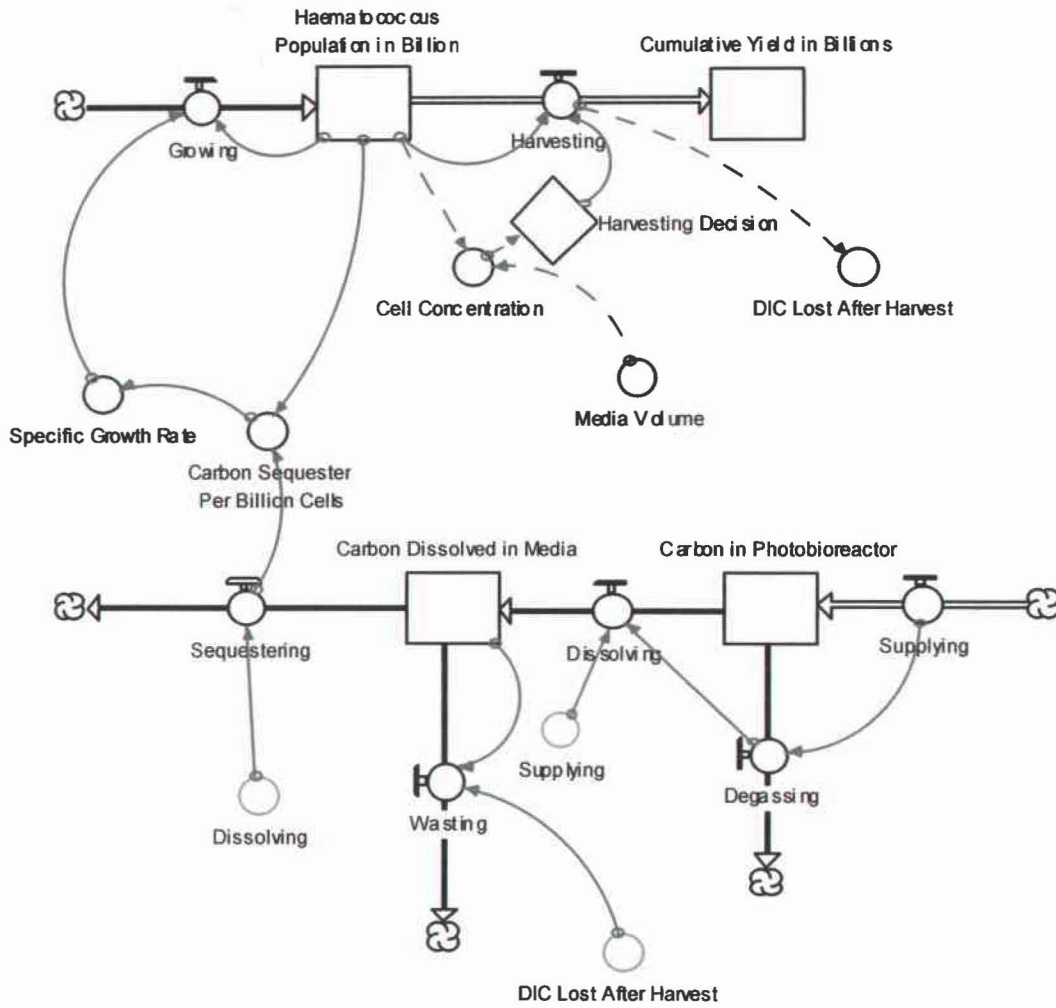 Haematococcus
Population in Billion
Cumulative Yield in Billions
Growing
Harvesting
Harvesting Decision
Cell Concentration
DIC Lost After Harvest
Media Volume
Specific Growth Rate
Carbon Sequester
Per Billion Cells
Carbon Dissolved in Media
Carbon in Photobioreactor
Sequestering
Dissolving
Supplying
Supplying
Degassing
Dissolving
Wasting
DIC Lost After Harvest